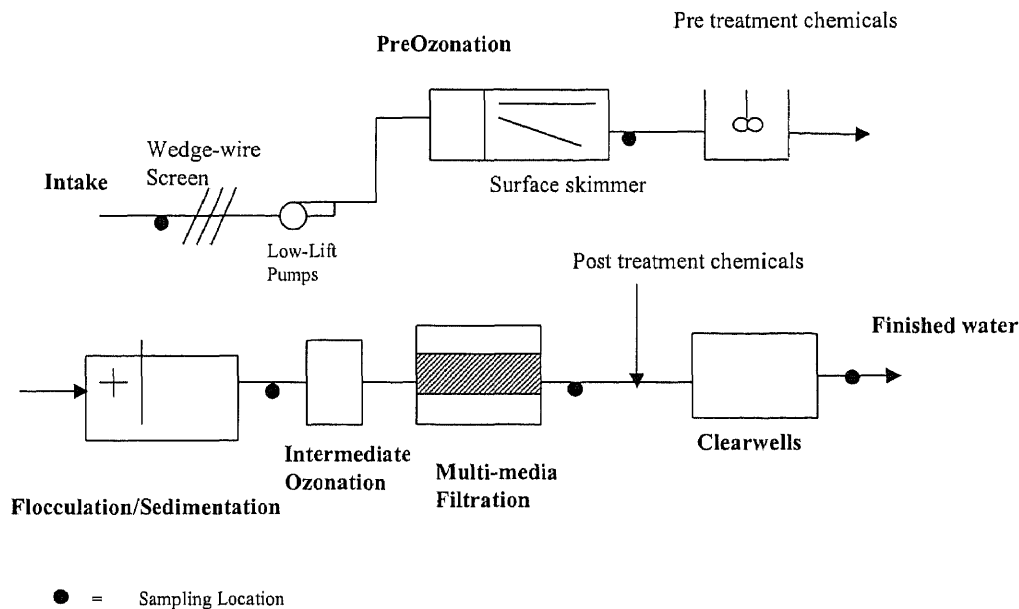 Pre treatment chemicals
PreOzonation
Wedge-wire
Screen
Intake
Surface skimmer
Low-Lift
Pumps
Post treatment chemicals
Finished water
Clearwells
Intermediate
Ozonation
Multi-media
Filtration
Flocculation/Sedimentation
= Sampling Location